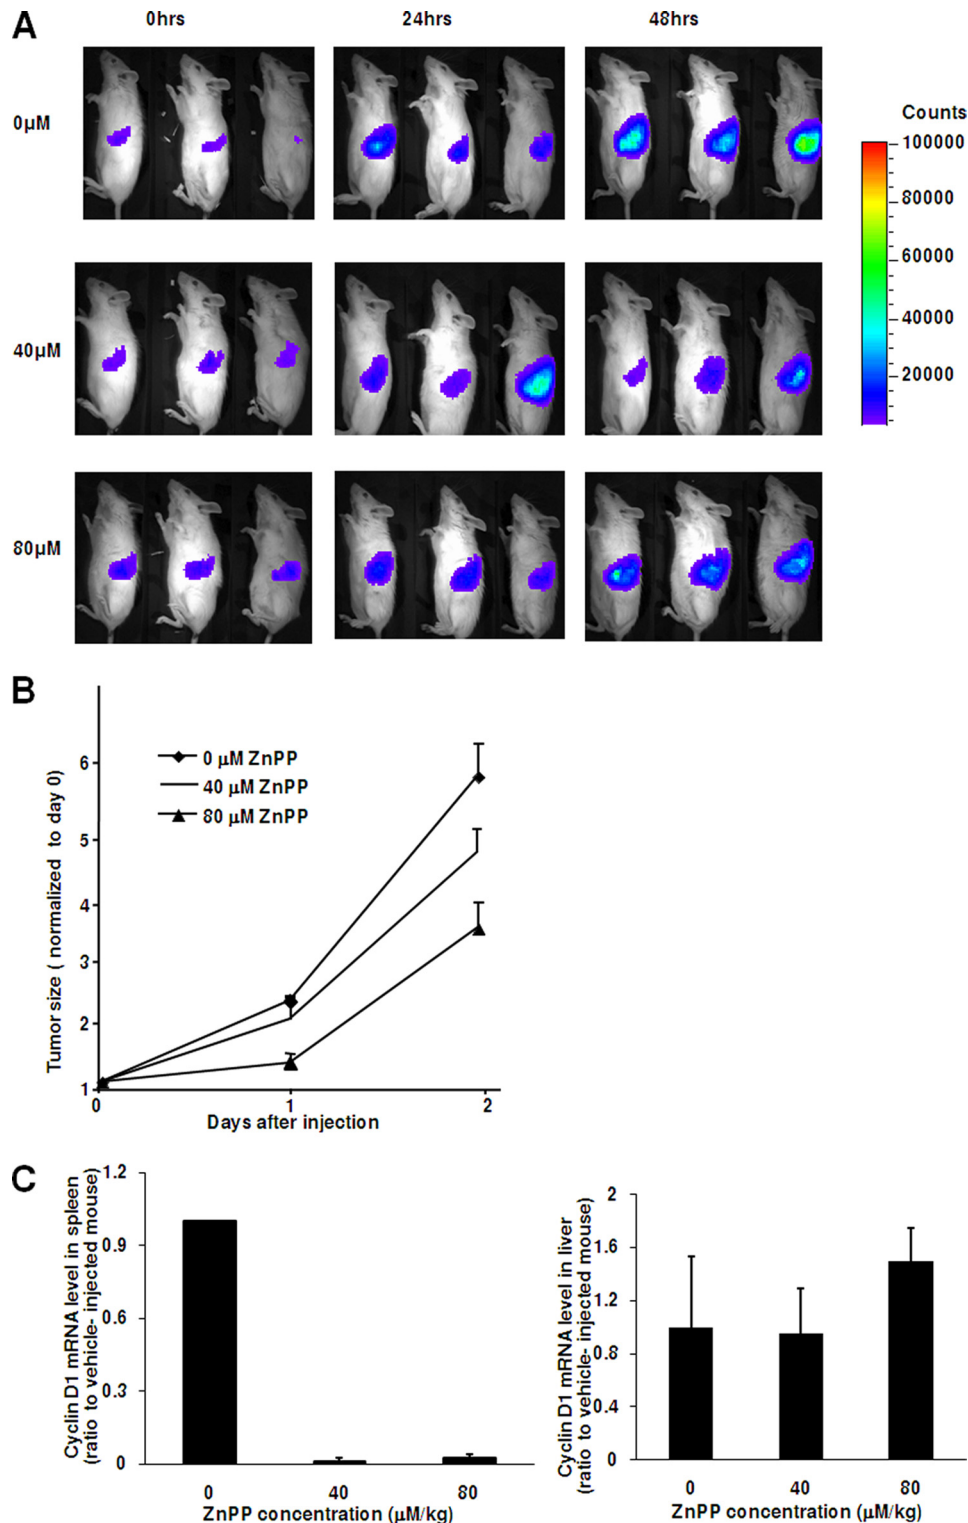 A
0hrs 24hrs 48hrs
0µM
40µM
80µM
Counts
100000
80000
60000
40000
20000
B
Tumor size ( normalized to day 0)
6
5
4
3
2
1
0 µM ZnPP
40 µM ZnPP
80 µM ZnPP
0 1 2
Days after injection
C
Cyclin D1 mRNA level in spleen
(ratio to vehicle- injected mouse)
1.2
0.9
0.6
0.3
0
0 40 80
ZnPP concentration (µM/kg)
Cyclin D1 mRNA level in liver
(ratio to vehicle- injected mouse)
2
1.6
1.2
0.8
0.4
0
0 40 80
ZnPP concentration (µM/kg)